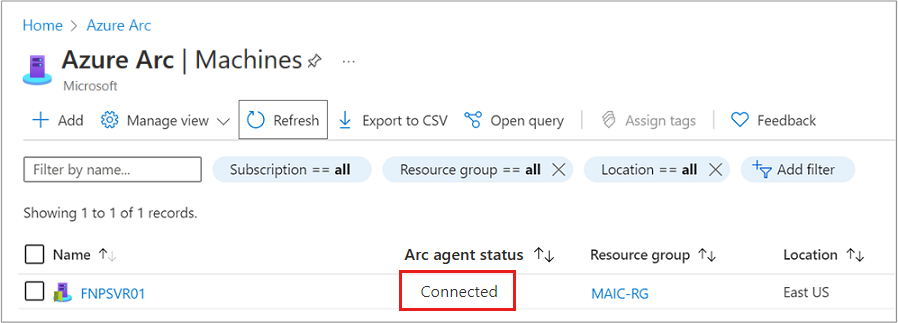 Home > Azure Arc
Azure Arc | Machines ...
Microsoft
+ Add Manage view Refresh Export to CSV Open query Assign tags Feedback
Filter by name... Subscription == all Resource group == all Location == all Add filter
Showing 1 to 1 of 1 records.
Name Arc agent status Resource group Location
FNPSVR01 Connected MAIC-RG East US